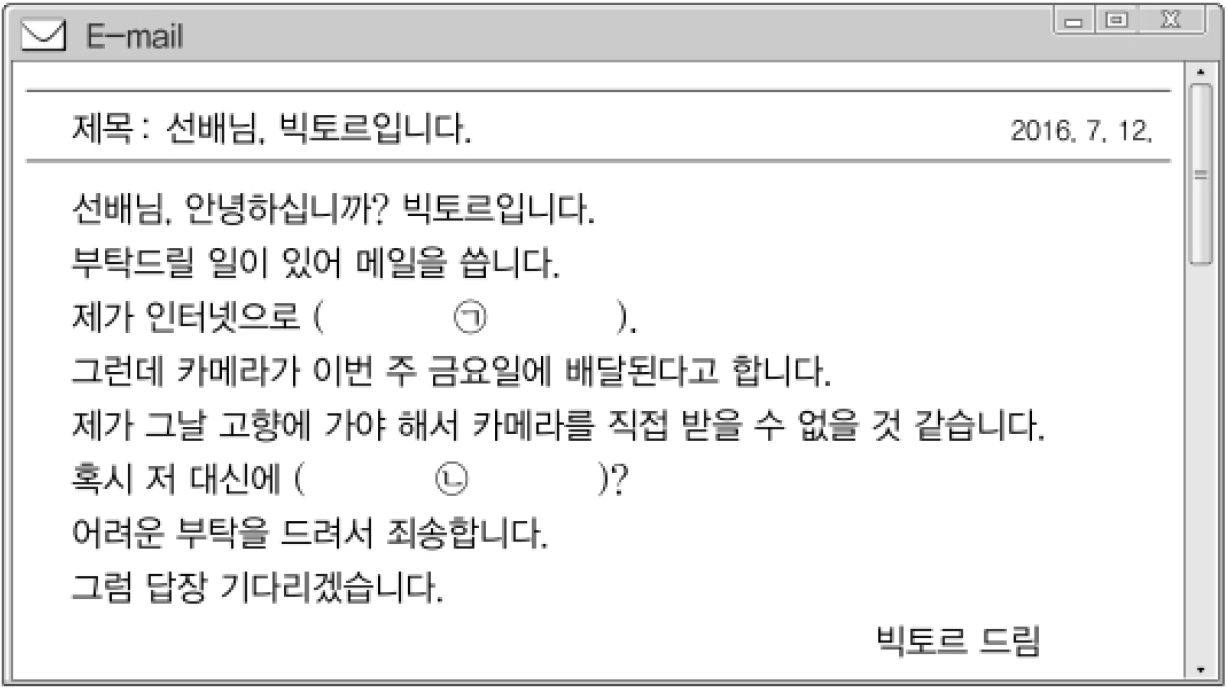 E-mail
제목 : 선배님, 빅토르입니다. 2016. 7. 12.
선배님, 안녕하십니까? 빅토르입니다.
부탁드릴 일이 있어 메일을 씁니다.
제가 인터넷으로 ( ㉠ ).
그런데 카메라가 이번 주 금요일에 배달된다고 합니다.
제가 그날 고향에 가야 해서 카메라를 직접 받을 수 없을 것 같습니다.
혹시 저 대신에 ( ㉡ )?
어려운 부탁을 드려서 죄송합니다.
그럼 답장 기다리겠습니다.
빅토르 드림